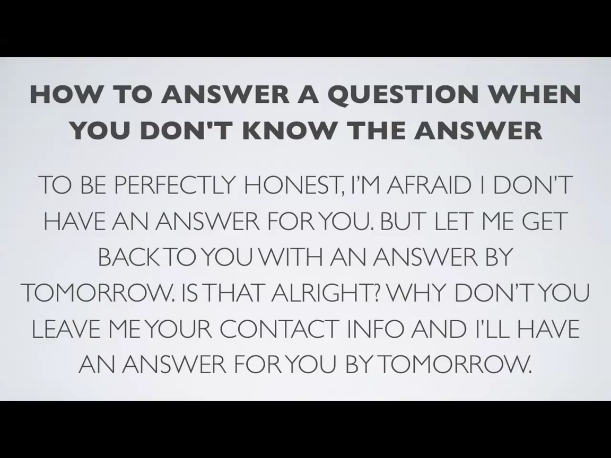 HOW TO ANSWER A QUESTION WHEN
YOU DON'T KNOW THE ANSWER
TO BE PERFECTLY HONEST, I'M AFRAID I DON'T
HAVE AN ANSWER FOR YOU. BUT LET ME GET
BACK TO YOU WITH AN ANSWER BY
TOMORROW. IS THAT ALRIGHT? WHY DON'T YOU
LEAVE ME YOUR CONTACT INFO AND I'LL HAVE
AN ANSWER FOR YOU BY TOMORROW.